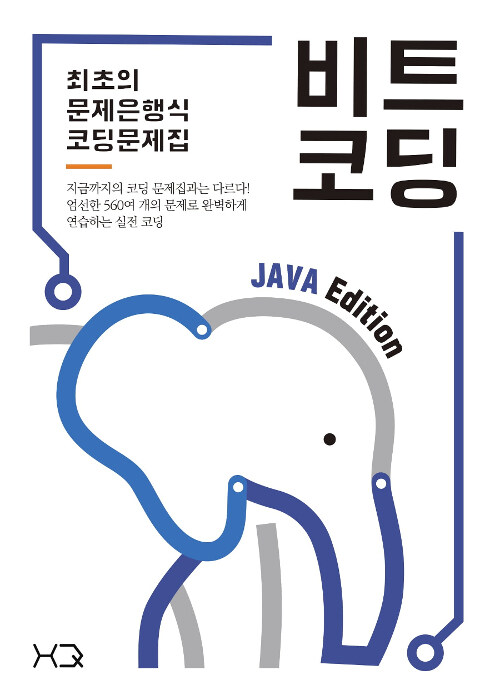 최초의
문제은행식
코딩문제집
지금까지의 코딩 문제집과는 다르다!
엄선한 560여 개의 문제로 완벽하게
연습하는 실전 코딩
비트
코딩
JAVA Edition